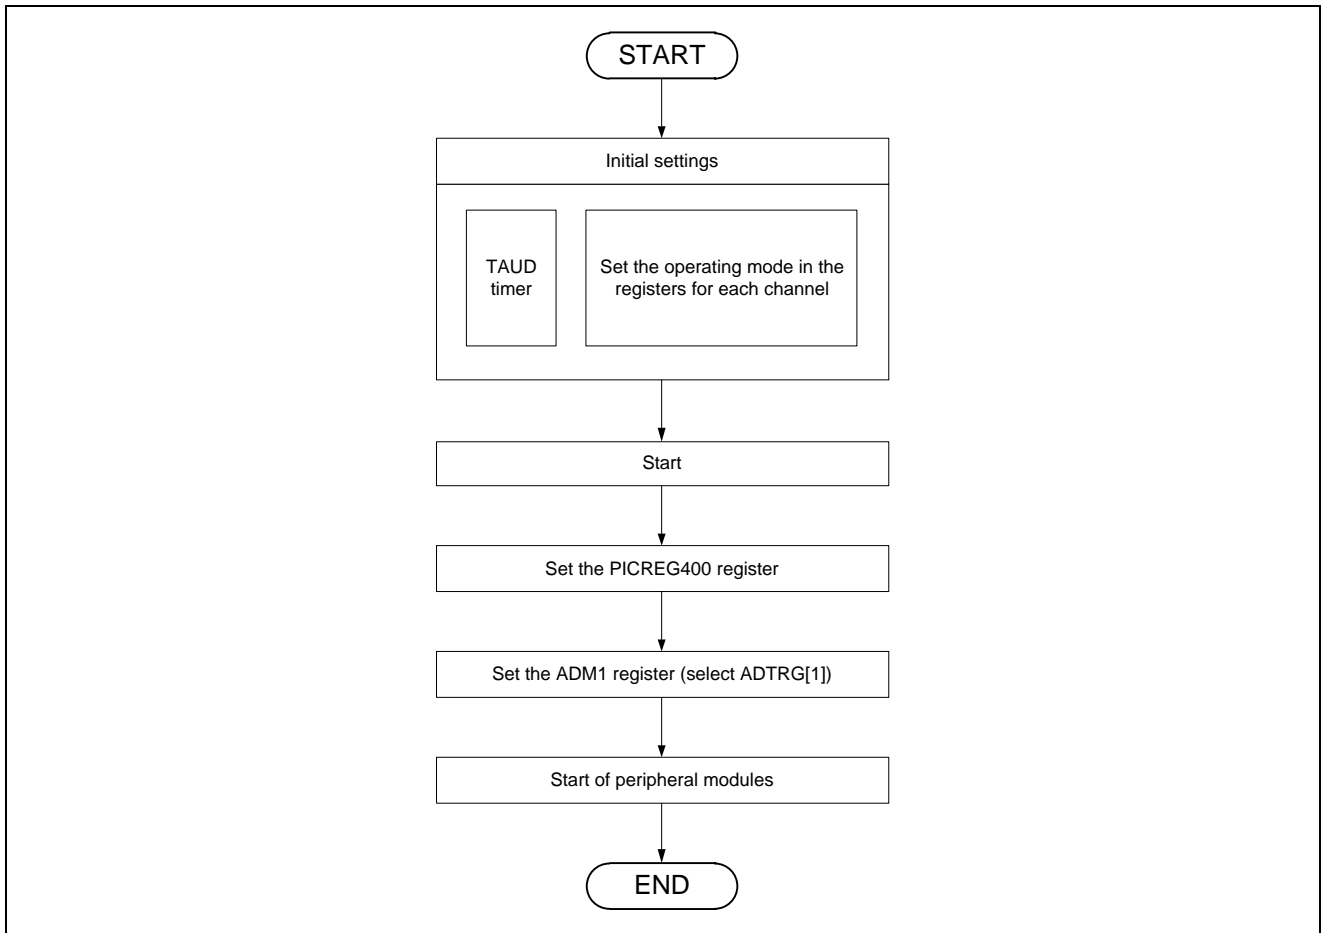 START
Initial settings
TAUD
timer
Set the operating mode in the
registers for each channel
Start
Set the PICREG400 register
Set the ADM1 register (select ADTRG[1])
Start of peripheral modules
END